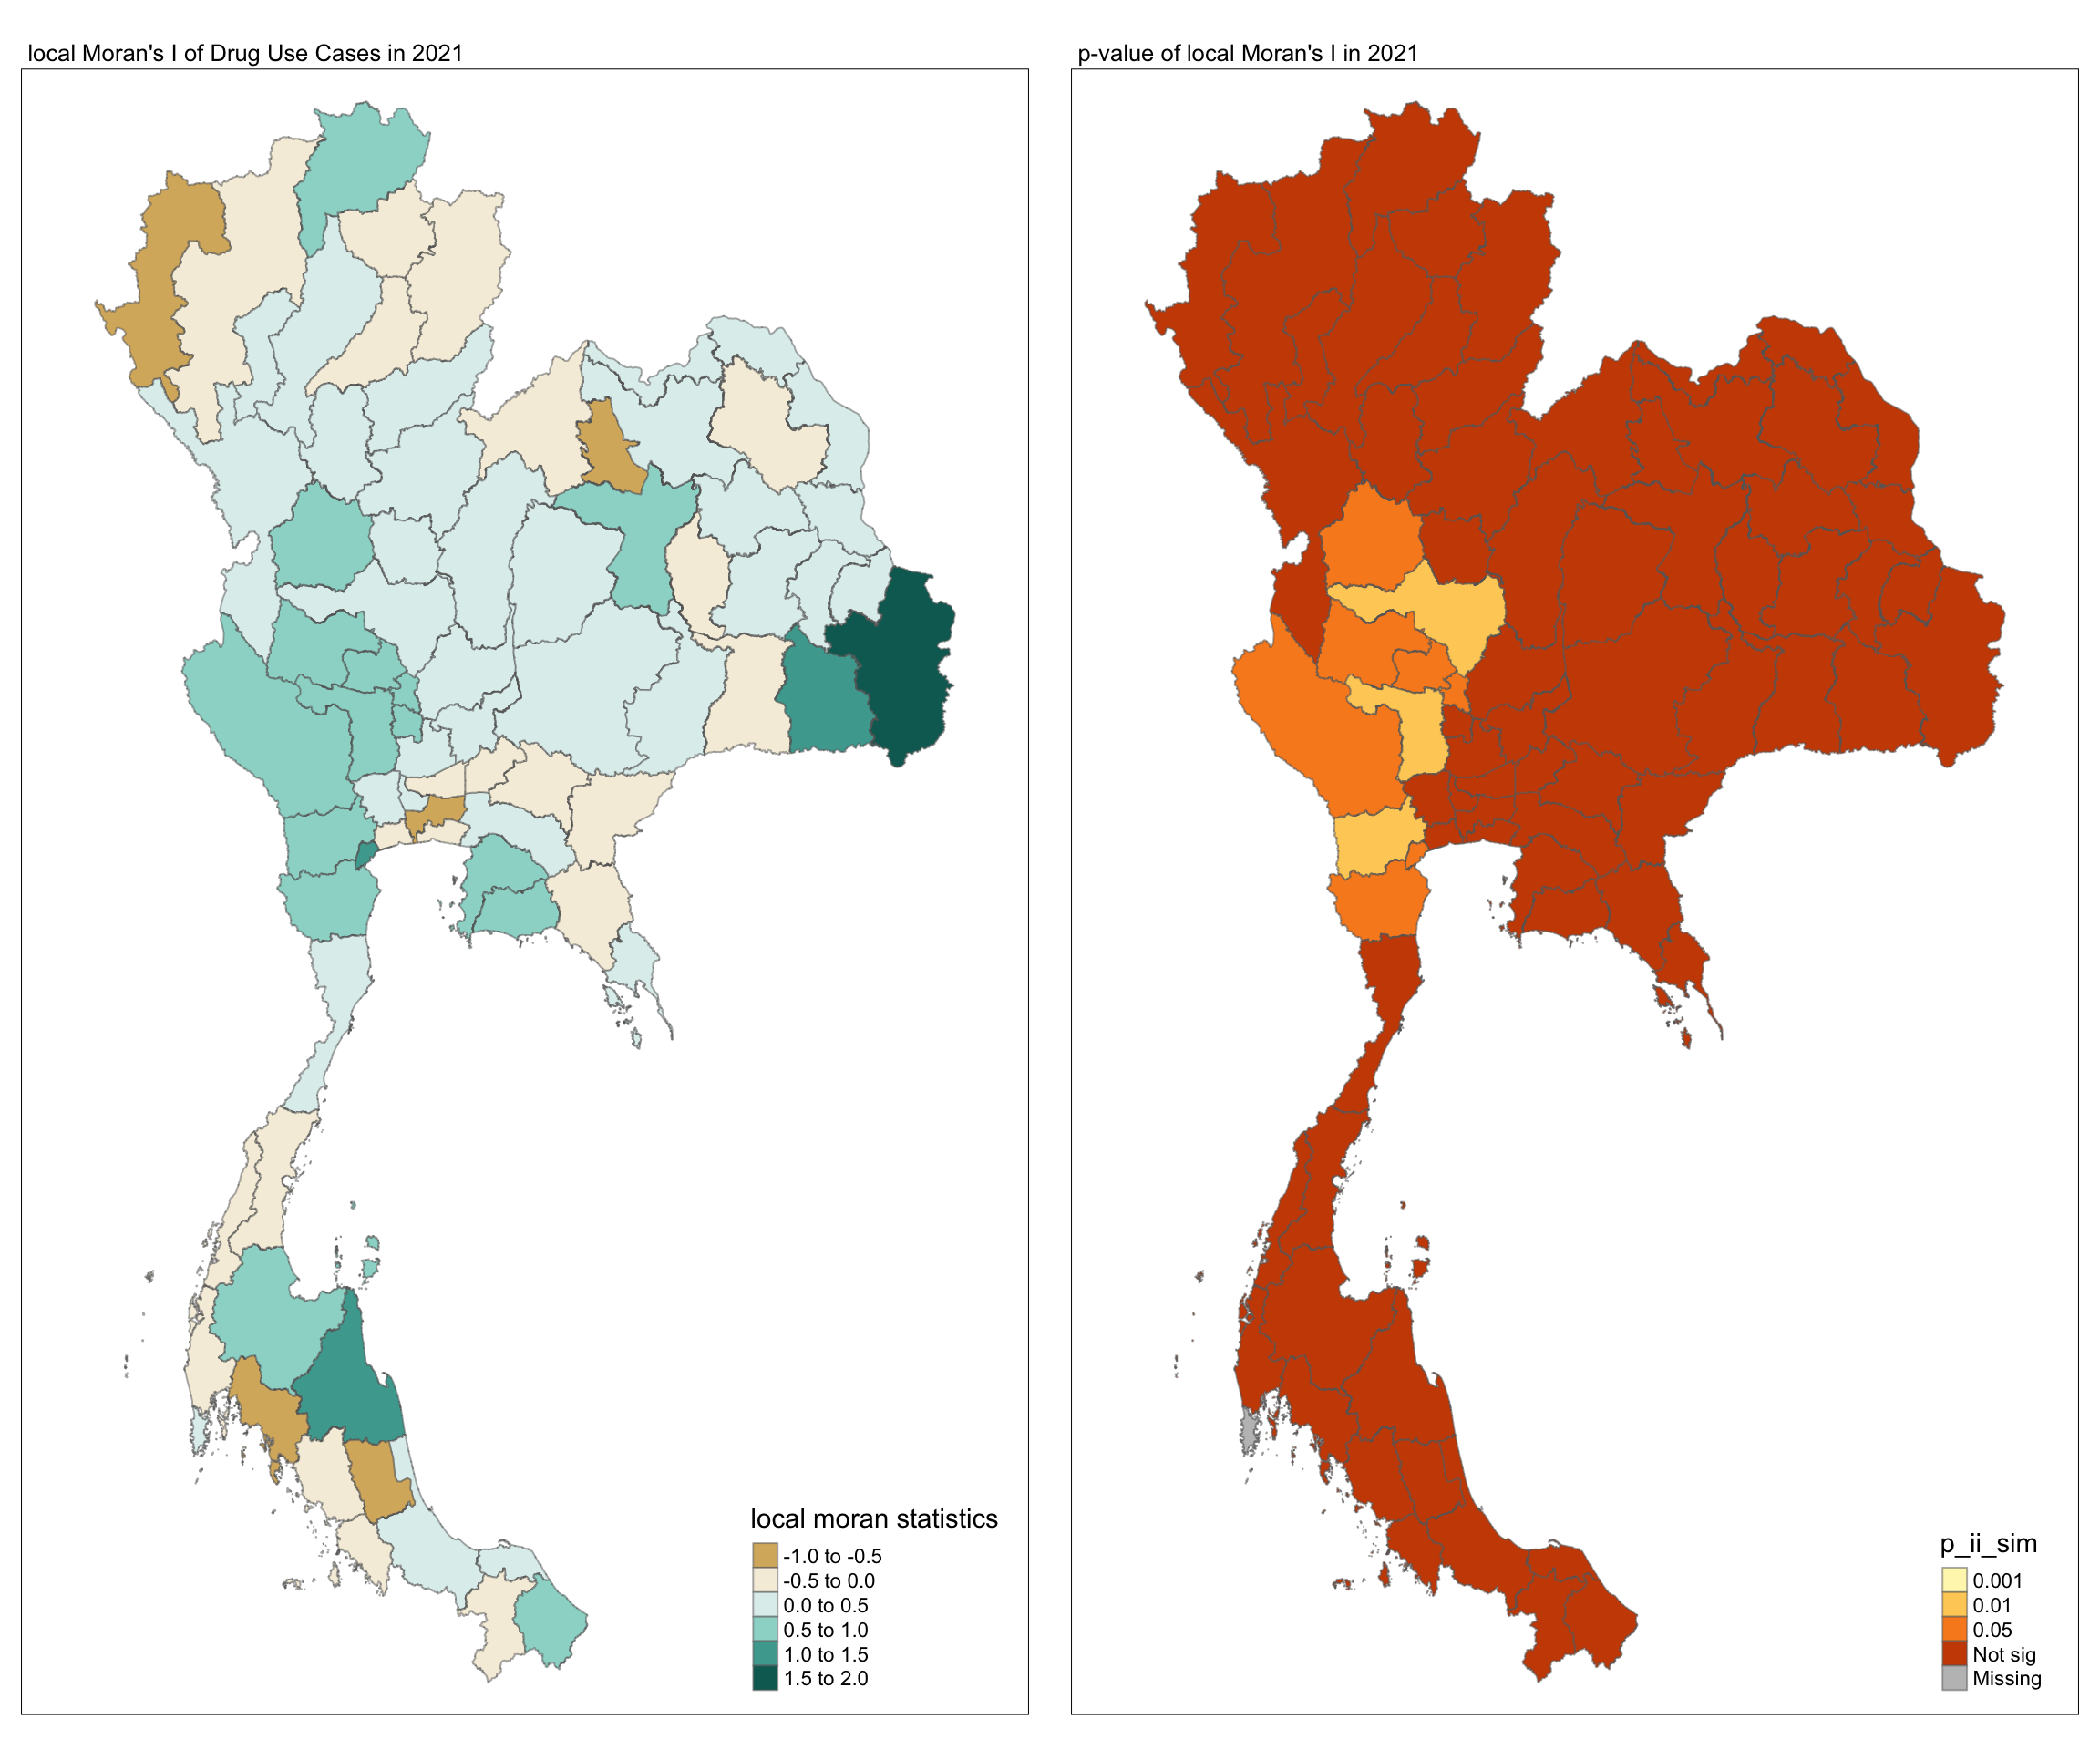 local Moran's I of Drug Use Cases in 2021
local moran statistics
-1.0 to -0.5
-0.5 to 0.0
0.0 to 0.5
0.5 to 1.0
1.0 to 1.5
1.5 to 2.0
p-value of local Moran's I in 2021
p_ii_sim
0.001
0.01
0.05
Not sig
Missing